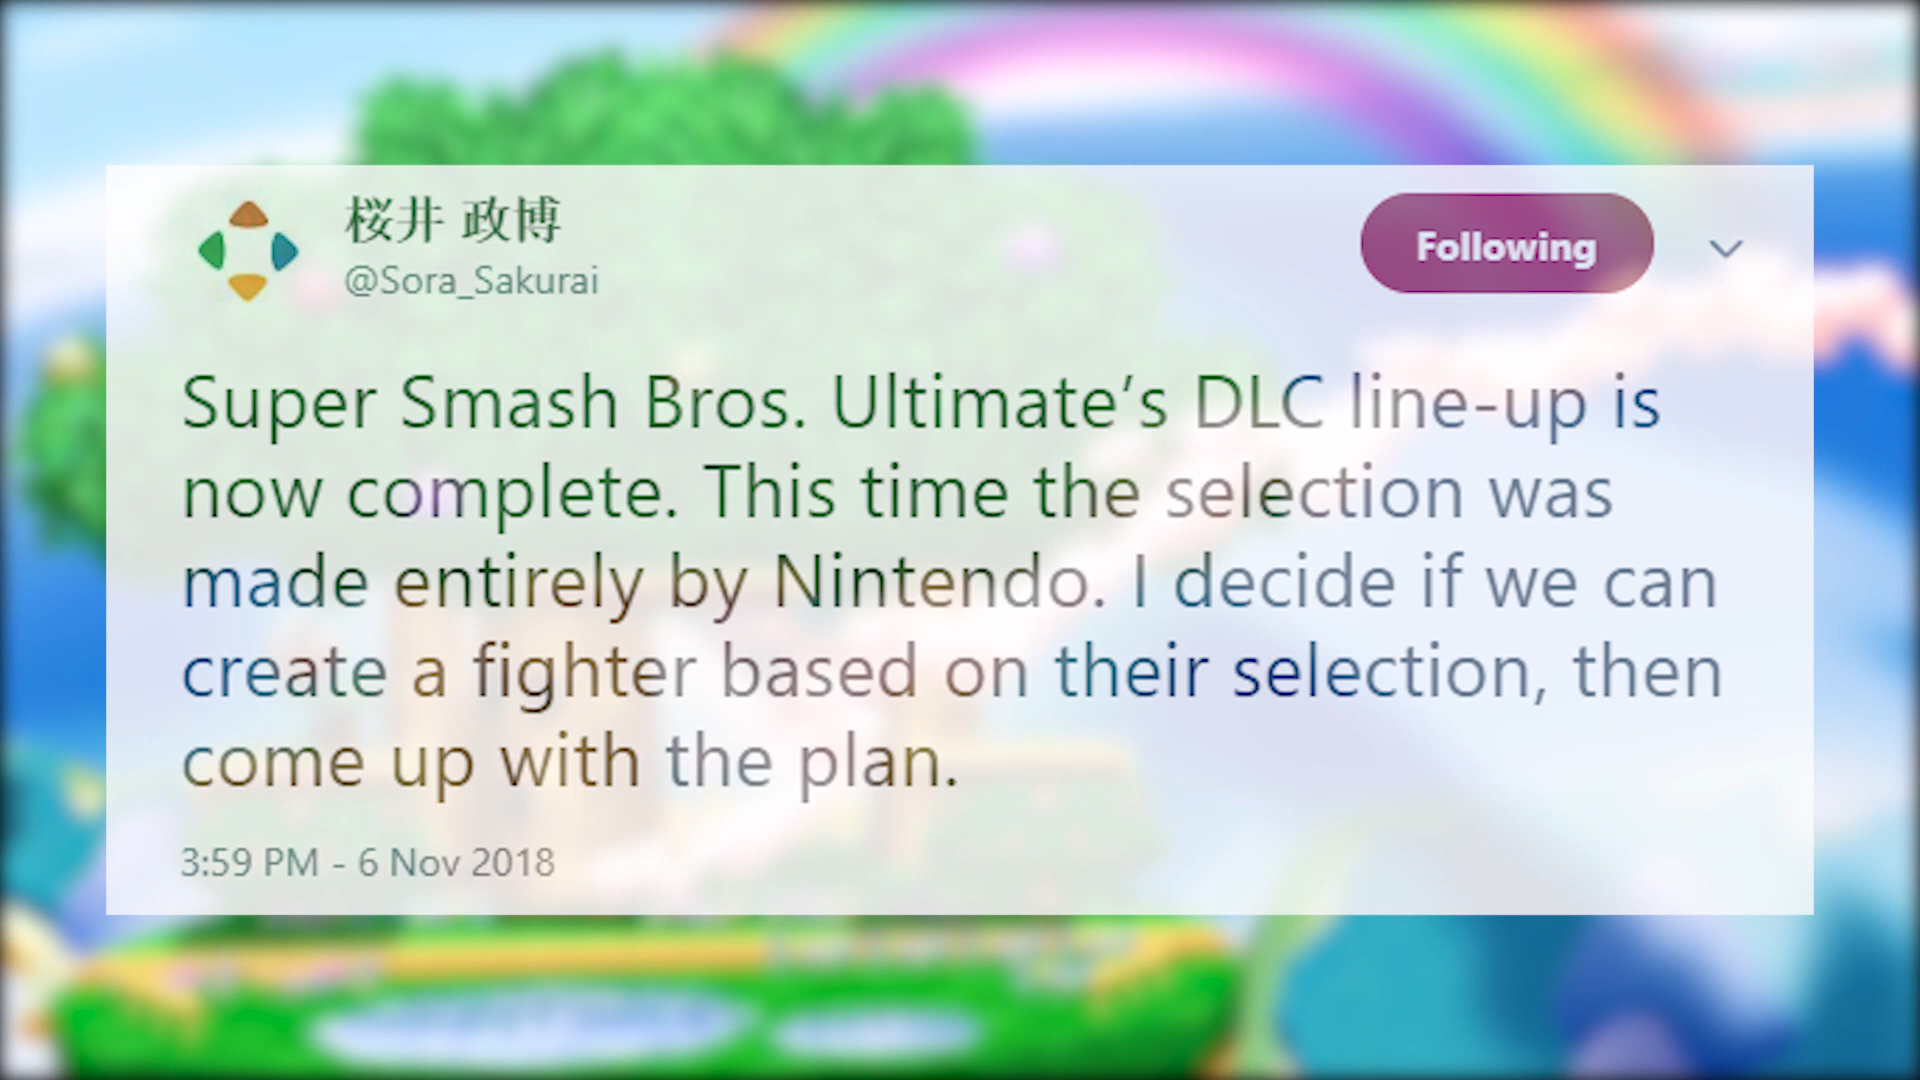 桜井 政博
@Sora_Sakurai
Following
Super Smash Bros. Ultimate’s DLC line-up is
now complete. This time the selection was
made entirely by Nintendo. I decide if we can
create a fighter based on their selection, then
come up with the plan.
3:59 PM - 6 Nov 2018